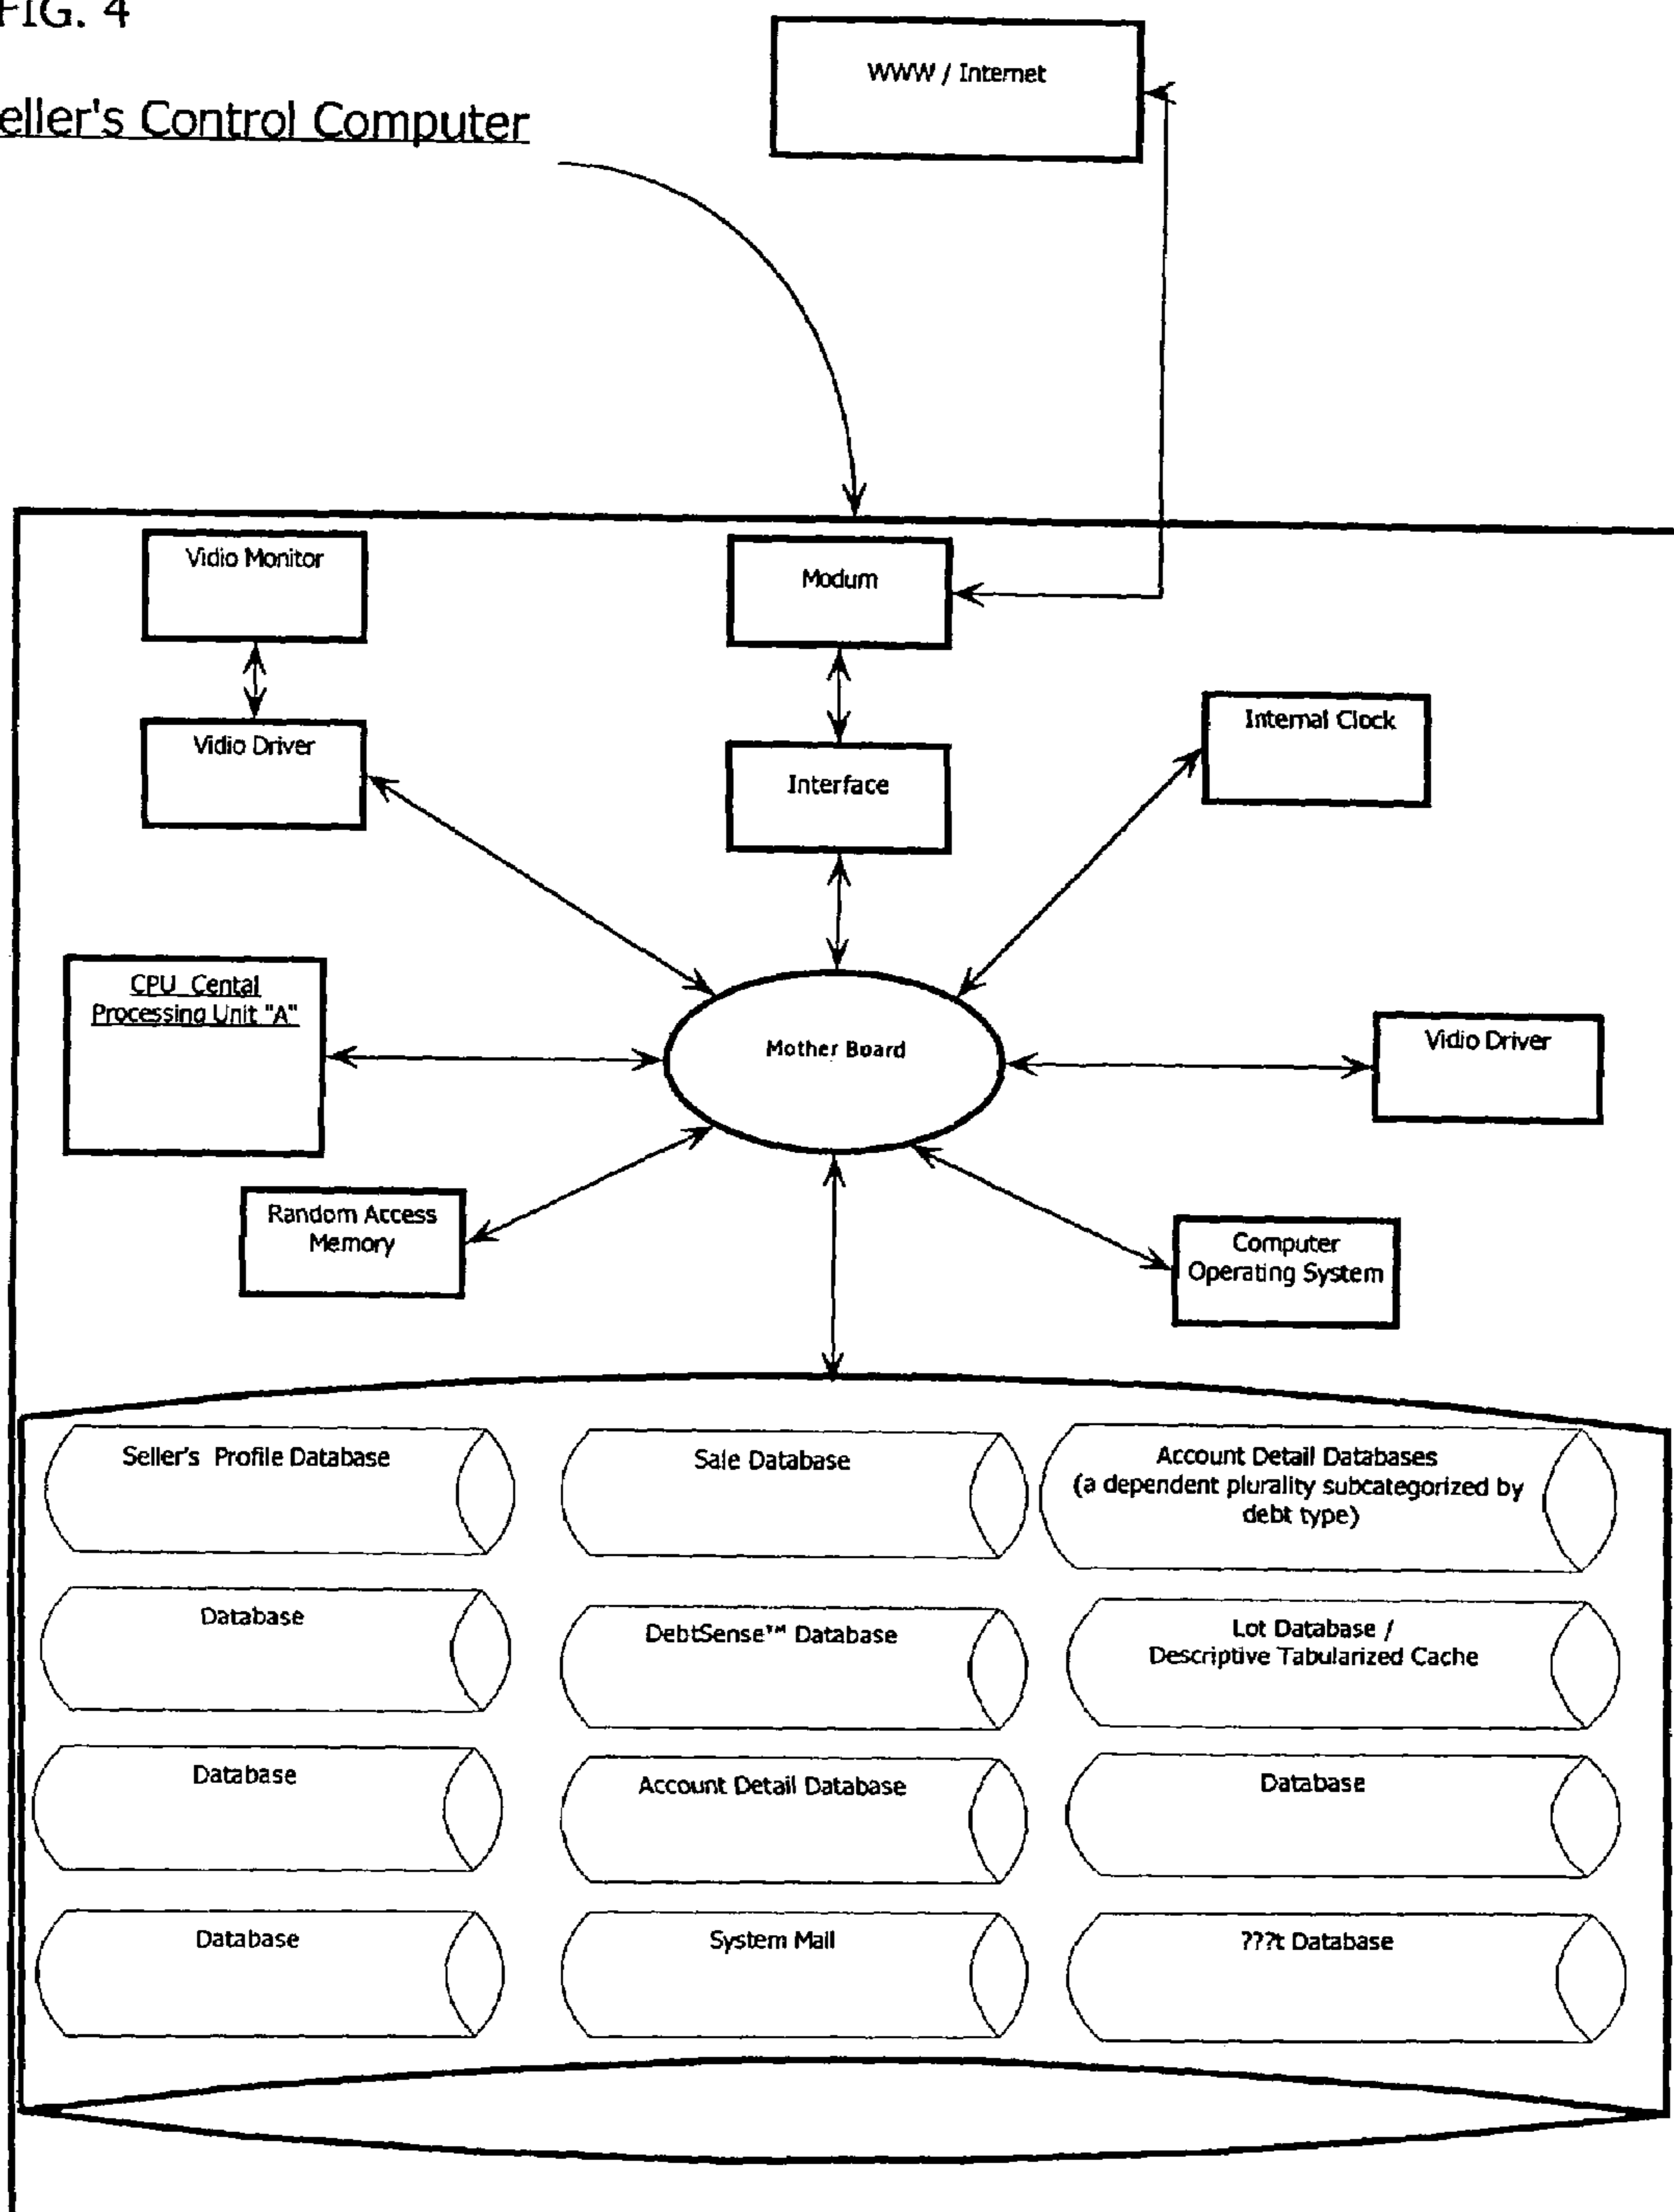 FIG. 4
eller's Control Computer
WWW / Internet
Vidio Monitor
Modum
Vidio Driver
Internal Clock
Interface
CPU Cental
Processing Unit "A"
Mother Board
Vidio Driver
Random Access
Memory
Computer
Operating System
Seller's Profile Database
Sale Database
Account Detail Databases
(a dependent plurality subcategorized by
debt type)
Database
DebtSense™ Database
Lot Database /
Descriptive Tabularized Cache
Database
Account Detail Database
Database
Database
System Mail
???t Database